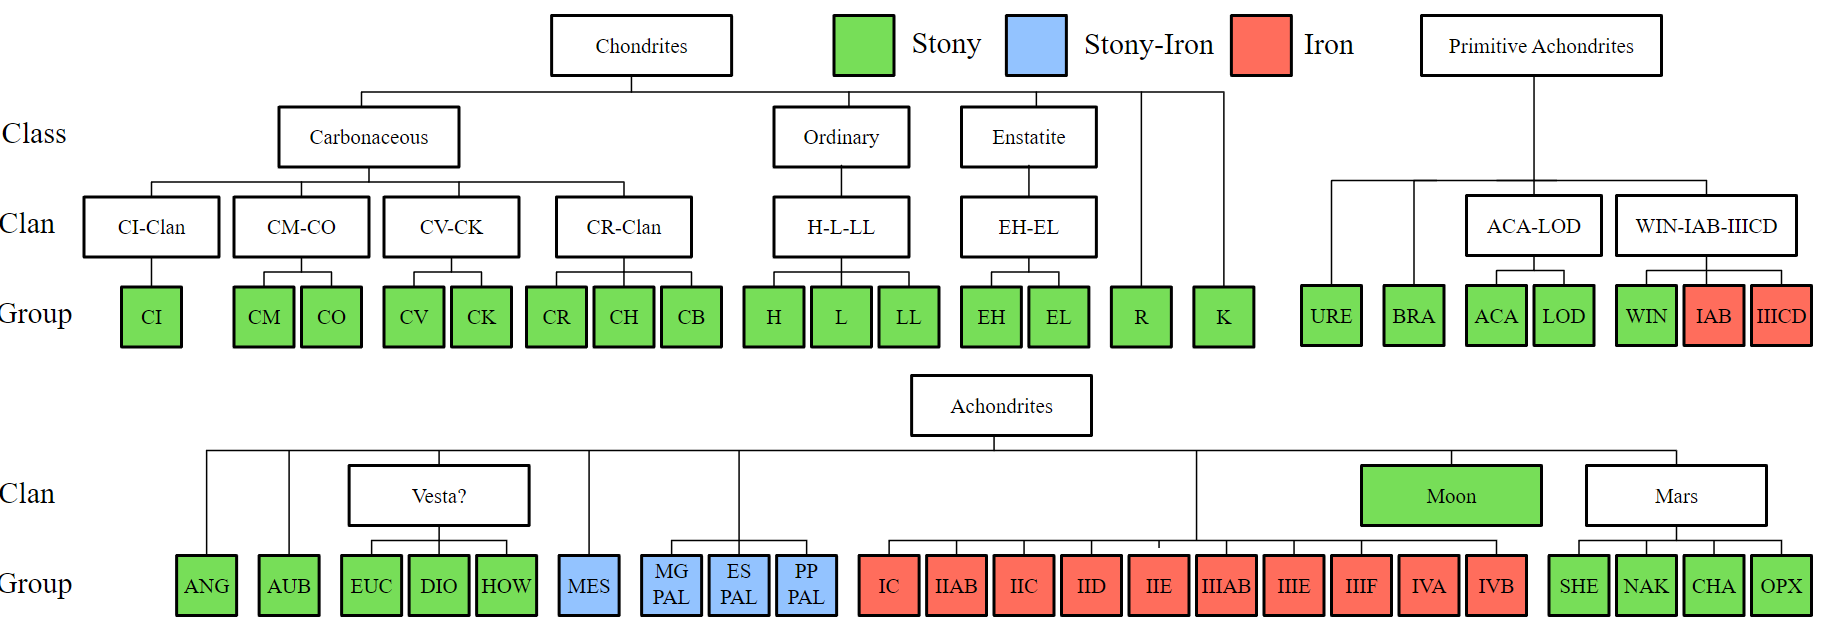 Chondrites
Stony
Stony-Iron
Iron
Primitive Achondrites
Class
Carbonaceous
Ordinary
Enstatite
Clan
CI-Clan
CM-CO
CV-CK
CR-Clan
H-L-LL
EH-EL
ACA-LOD
WIN-IAB-IIICD
Group
CI
CM
CO
CV
CK
CR
CH
CB
H
L
LL
EH
EL
R
K
URE
BRA
ACA
LOD
WIN
IAB
IIICD
Achondrites
Clan
Vesta?
Moon
Mars
Group
ANG
AUB
EUC
DIO
HOW
MES
MG
PAL
ES
PAL
PP
PAL
IC
IIAB
IIC
IID
IIE
IIIAB
IIIE
IIIF
IVA
IVB
SHE
NAK
CHA
OPX